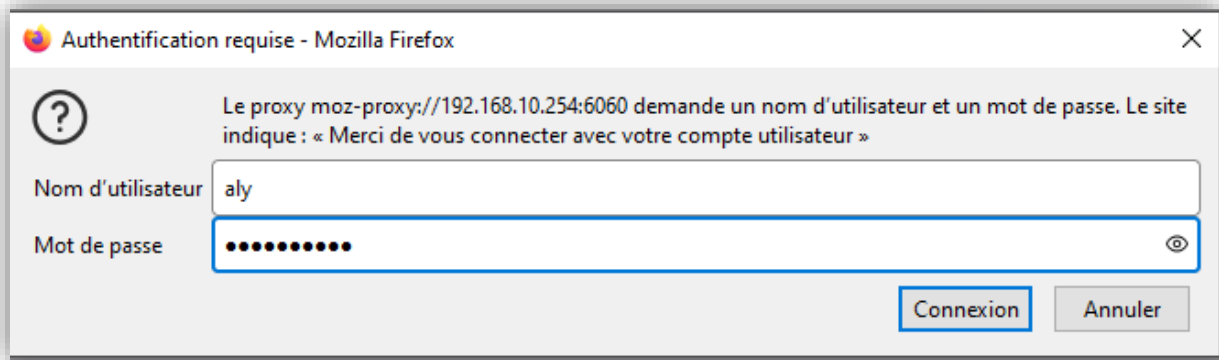 Authentification requise - Mozilla Firefox
Le proxy moz-proxy://192.168.10.254:6060 demande un nom d’utilisateur et un mot de passe. Le site
indique : « Merci de vous connecter avec votre compte utilisateur »
Nom d’utilisateur aly
Mot de passe ●●●●●●●●●●
Connexion Annuler